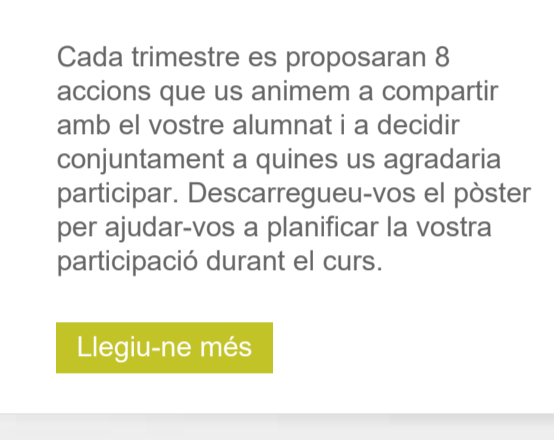 Cada trimestre es proposaran 8
accions que us animem a compartir
amb el vostre alumnat i a decidir
conjuntament a quines us agradaria
participar. Descarregueu-vos el pòster
per ajudar-vos a planificar la vostra
participació durant el curs.
Llegiu-ne més